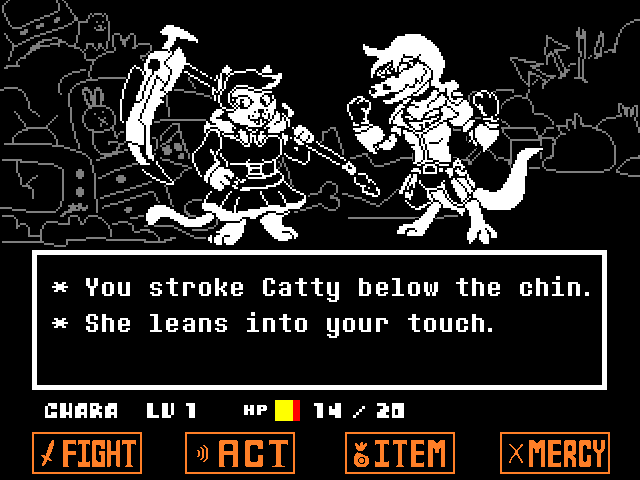 * You stroke Catty below the chin.
* She leans into your touch.
CHARA LV 1 HP 14 / 20
FIGHT ACT ITEM MERCY